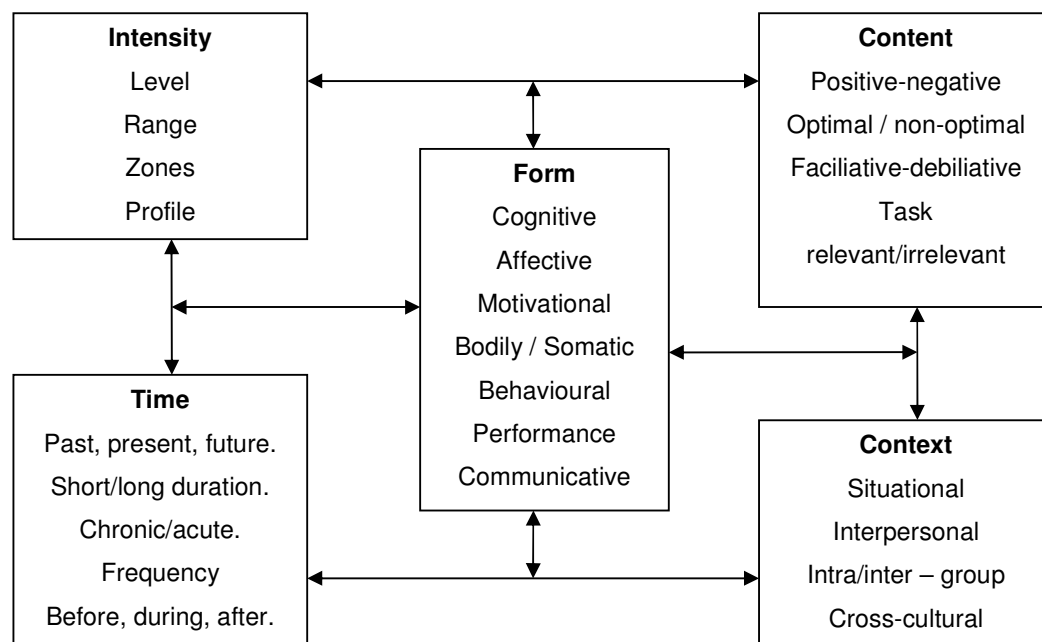 Intensity
Level
Range
Zones
Profile
Content
Positive-negative
Optimal / non-optimal
Faciliative-debiliative
Task
relevant/irrelevant
Form
Cognitive
Affective
Motivational
Bodily / Somatic
Behavioural
Performance
Communicative
Time
Past, present, future.
Short/long duration.
Chronic/acute.
Frequency
Before, during, after.
Context
Situational
Interpersonal
Intra/inter – group
Cross-cultural